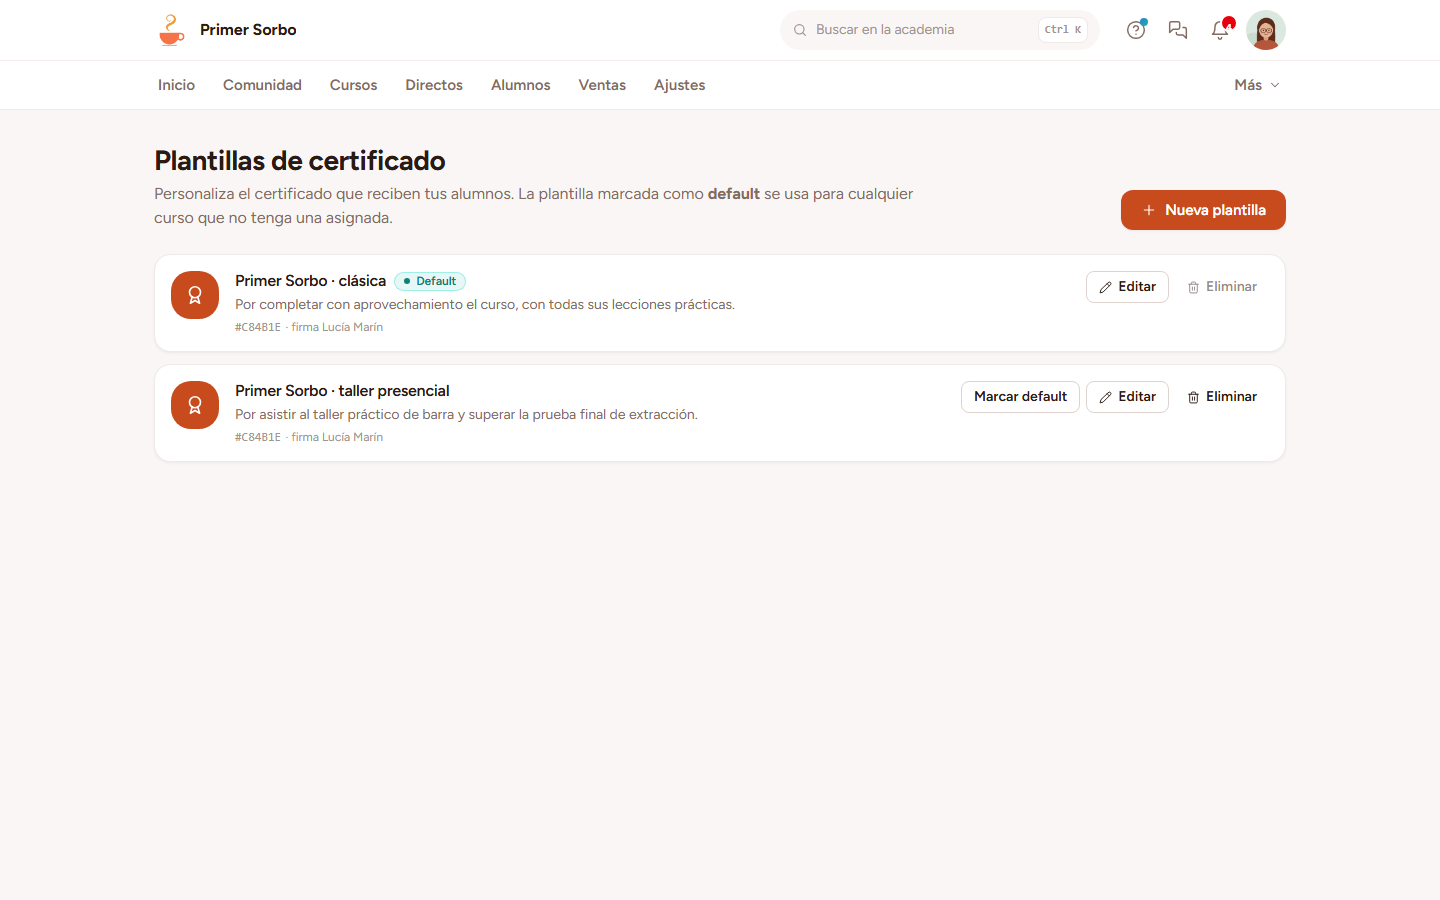 Primer Sorbo
Buscar en la academia
Ctrl K
Inicio
Comunidad
Cursos
Directos
Alumnos
Ventas
Ajustes
Más
Plantillas de certificado
Personaliza el certificado que reciben tus alumnos. La plantilla marcada como default se usa para cualquier
curso que no tenga una asignada.
Nueva plantilla
Primer Sorbo · clásica
Default
Por completar con aprovechamiento el curso, con todas sus lecciones prácticas.
#C84B1E · firma Lucía Marín
Editar
Eliminar
Primer Sorbo · taller presencial
Por asistir al taller práctico de barra y superar la prueba final de extracción.
#C84B1E · firma Lucía Marín
Marcar default
Editar
Eliminar